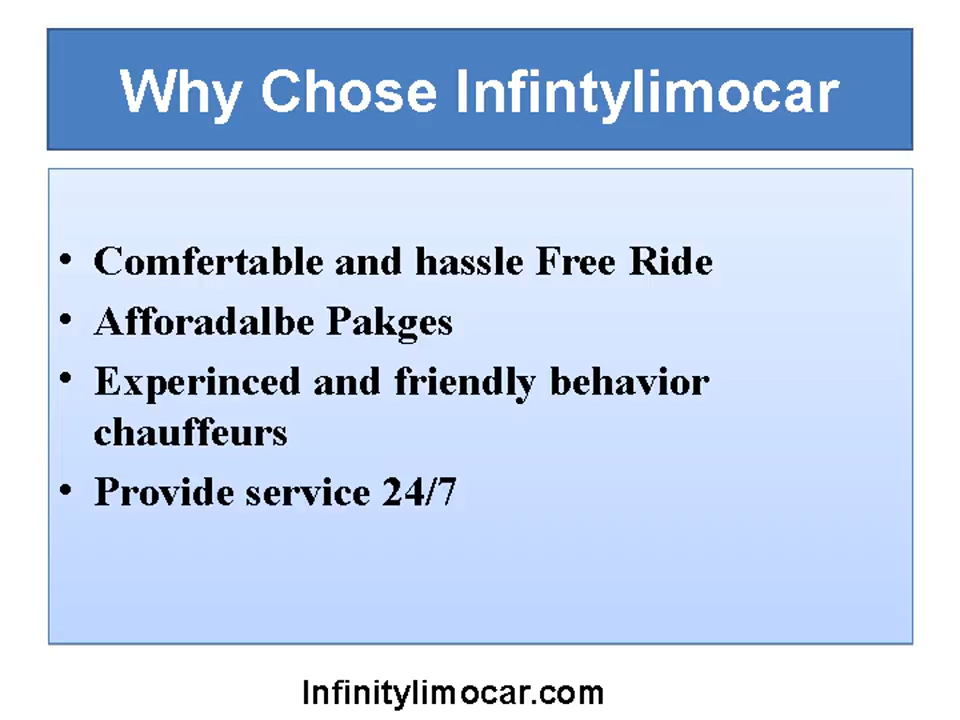 Why Chose Infintylimocar
• Comfertable and hassle Free Ride
• Afforadalbe Pakges
• Experinced and friendly behavior
chauffeurs
• Provide service 24/7
Infinitylimocar.com